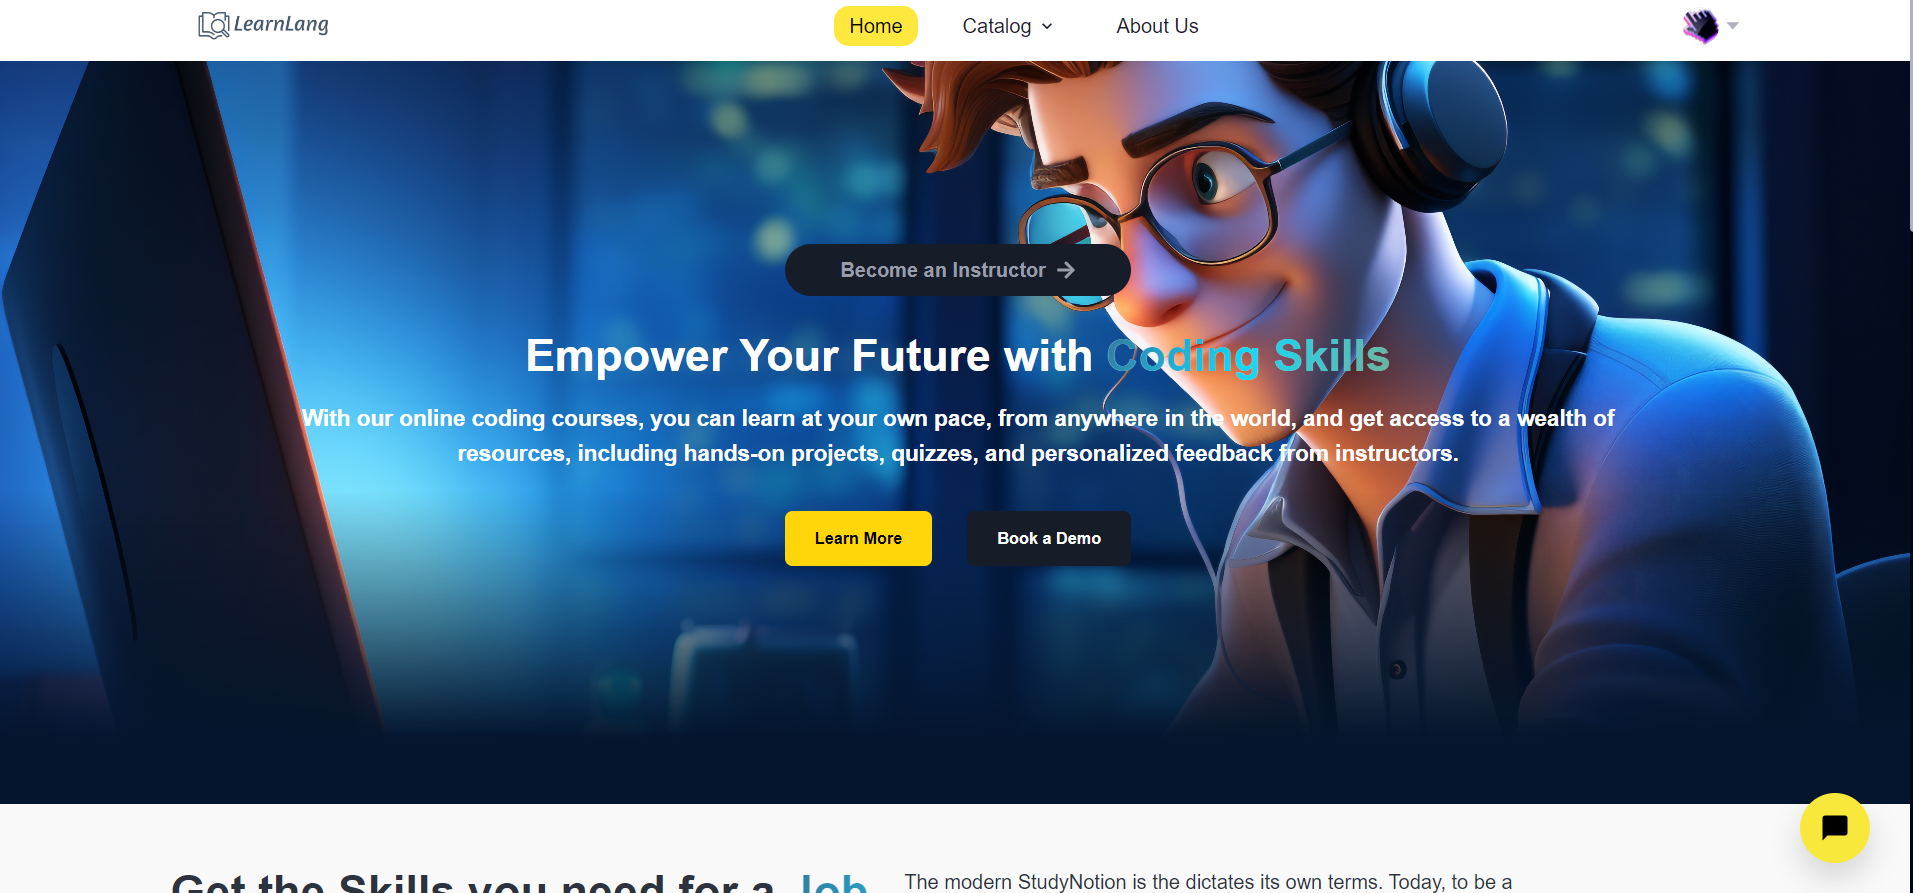 LearnLang
Home
Catalog
About Us
Become an Instructor
Empower Your Future with Coding Skills
With our online coding courses, you can learn at your own pace, from anywhere in the world, and get access to a wealth of
resources, including hands-on projects, quizzes, and personalized feedback from instructors.
Learn More
Book a Demo
Get the Skills you need for a Job
The modern StudyNotion is the dictates its own terms. Today, to be a